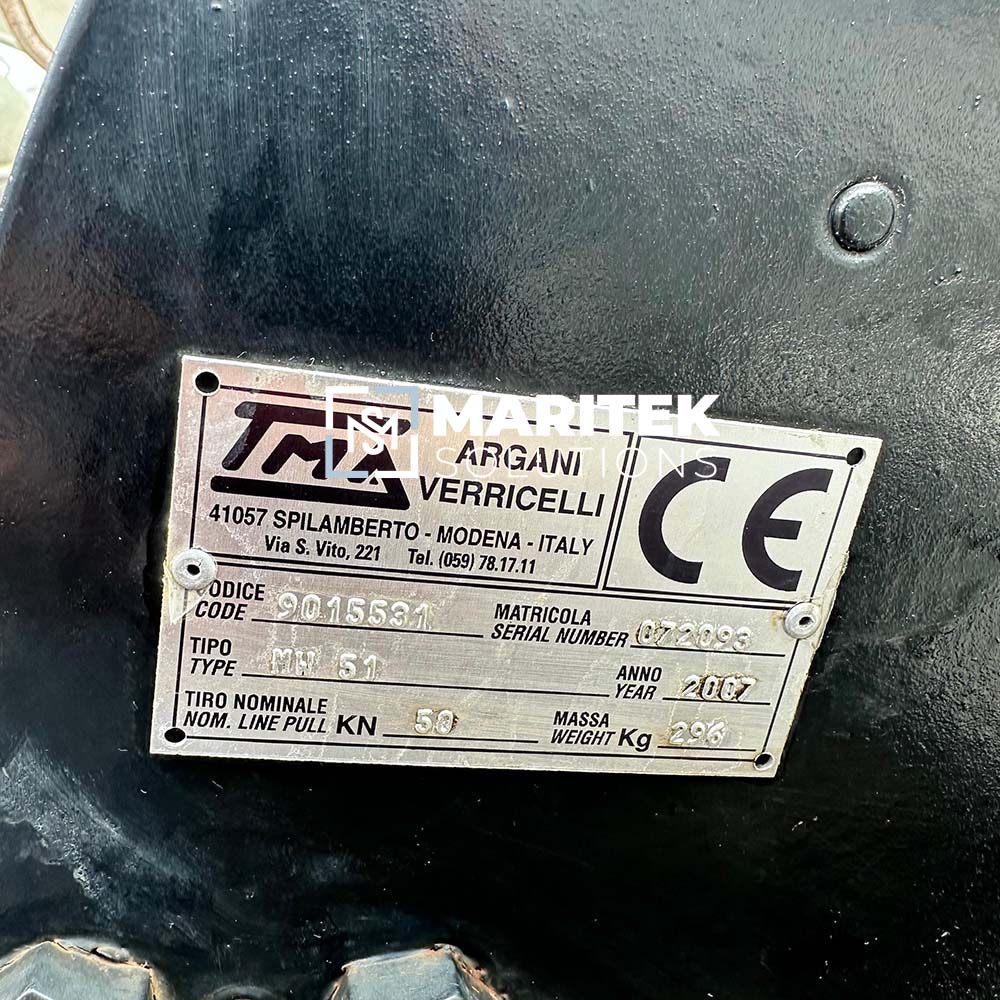 MARITEK
SOLUTIONS
TMA
ARGANI
VERRICELLI
41057 SPILAMBERTO - MODENA - ITALY
Via S. Vito, 221 Tel. (059) 78.17.11
CE
CODICE
CODE 9015531
MATRICOLA
SERIAL NUMBER 072093
TIPO
TYPE MW 51
ANNO
YEAR 2007
TIRO NOMINALE
NOM. LINE PULL KN 50
MASSA
WEIGHT Kg 296